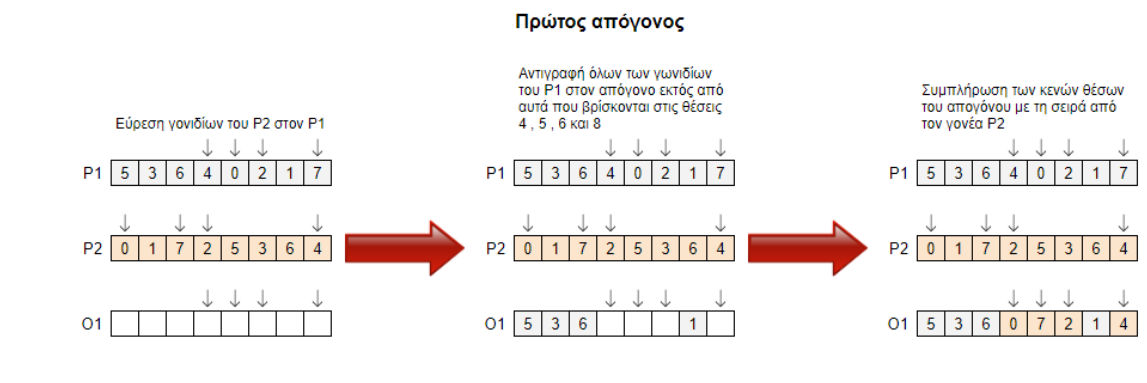 Πρώτος απόγονος
Εύρεση γονιδίων του P2 στον P1
P1 5 3 6 4 0 2 1 7
P2 0 1 7 2 5 3 6 4
O1
Αντιγραφή όλων των γωνιδίων
του P1 στον απόγονο εκτός από
αυτά που βρίσκονται στις θέσεις
4 , 5 , 6 και 8
P1 5 3 6 4 0 2 1 7
P2 0 1 7 2 5 3 6 4
O1 5 3 6 1
Συμπλήρωση των κενών θέσων
του απογόνου με τη σειρά από
τον γονέα P2
P1 5 3 6 4 0 2 1 7
P2 0 1 7 2 5 3 6 4
O1 5 3 6 0 7 2 1 4